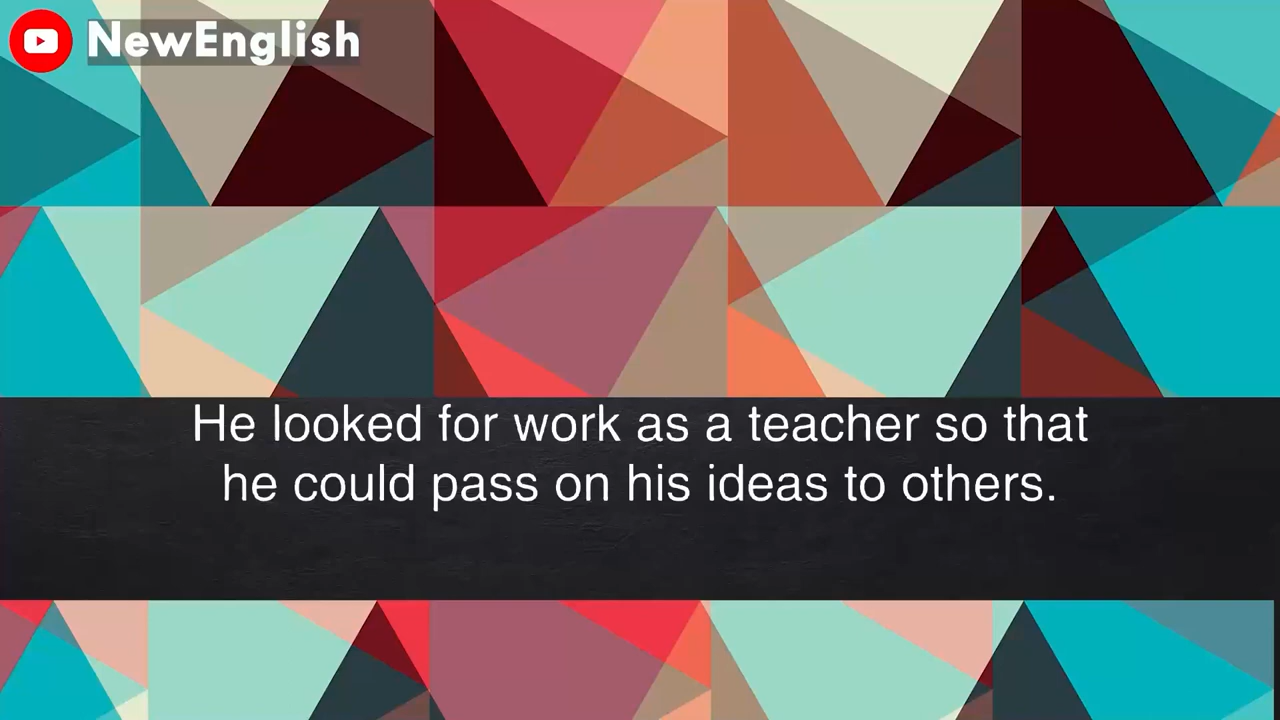 NewEnglish
He looked for work as a teacher so that
he could pass on his ideas to others.